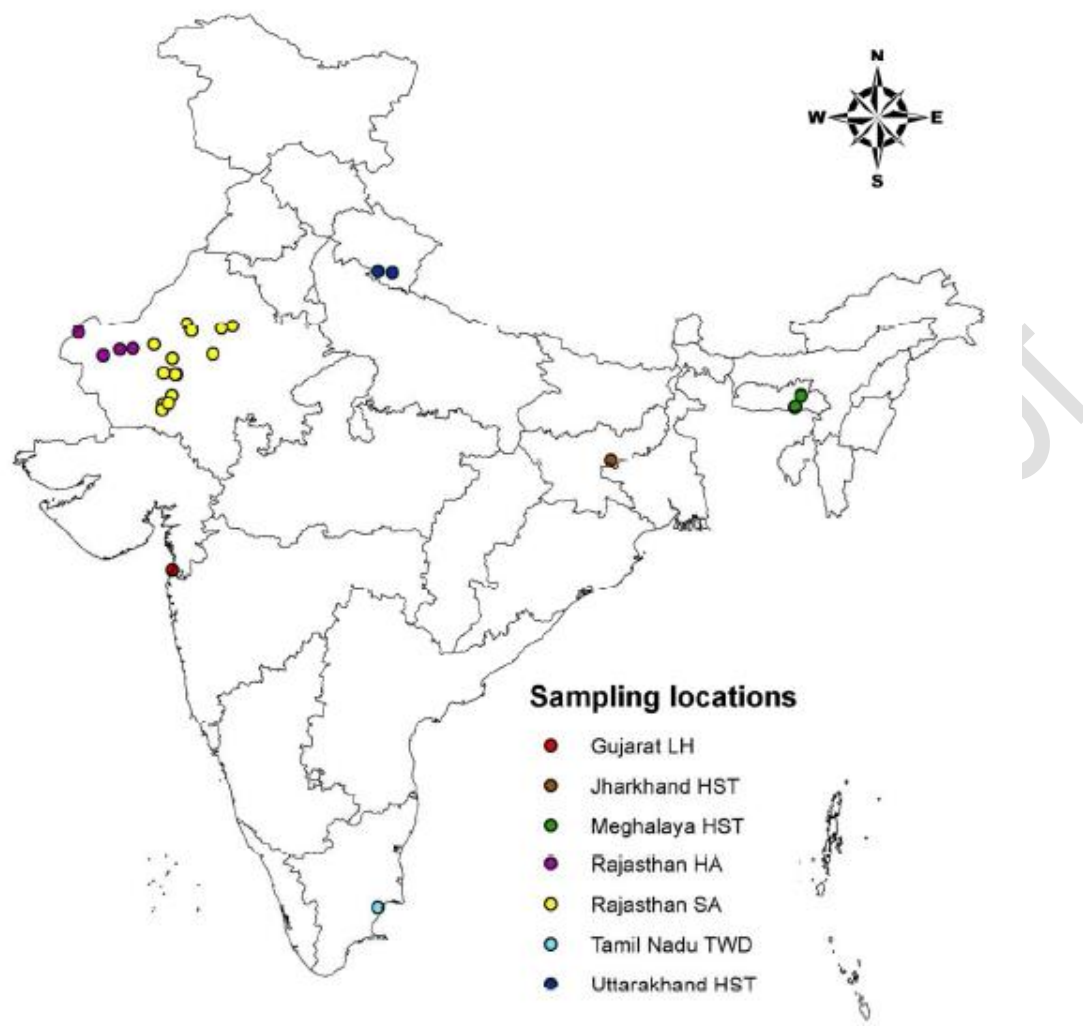 N
W E
S
Sampling locations
Gujarat LH
Jharkhand HST
Meghalaya HST
Rajasthan HA
Rajasthan SA
Tamil Nadu TWD
Uttarakhand HST